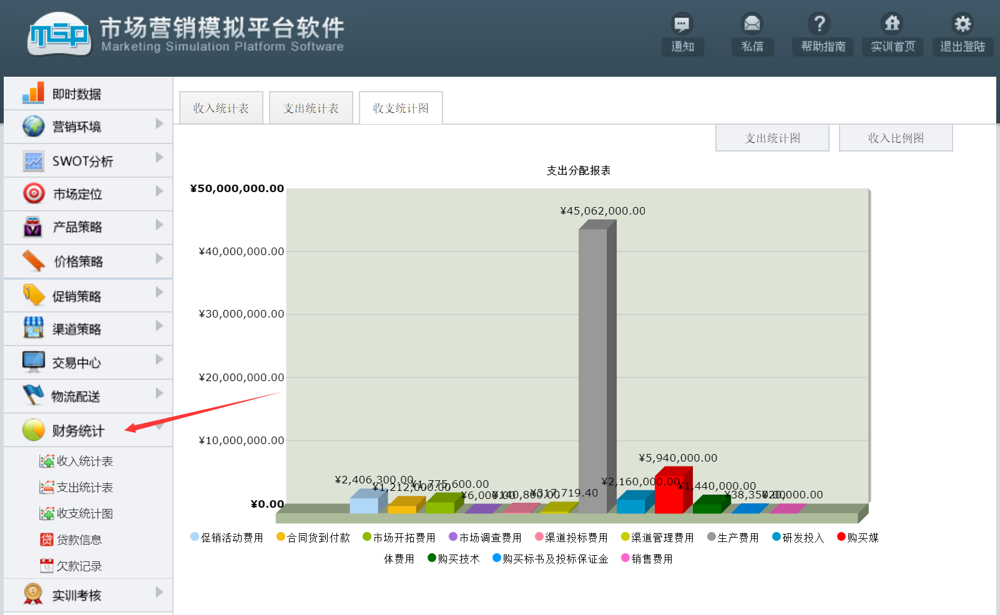 MSP
市场营销模拟平台软件
Marketing Simulation Platform Software
通知
私信
帮助指南
实训首页
退出登陆
即时数据
营销环境
SWOT分析
市场定位
产品策略
价格策略
促销策略
渠道策略
交易中心
物流配送
财务统计
收入统计表
支出统计表
收支统计图
贷 贷款信息
欠款记录
实训考核
收入统计表
支出统计表
收支统计图
支出统计图
收入比例图
支出分配报表
¥50,000,000.00
¥40,000,000.00
¥30,000,000.00
¥20,000,000.00
¥10,000,000.00
¥0.00
¥45,062,000.00
¥5,940,000.00
¥2,406,300.00
¥1,212,000.00
¥1,775,600.00
¥6,000.00
¥317,719.40
¥2,160,000.00
¥1,440,000.00
促销活动费用 合同货到付款 市场开拓费用 市场调查费用 渠道投标费用 渠道管理费用 生产费用 研发投入 购买媒
体费用 购买技术 购买标书及投标保证金 销售费用